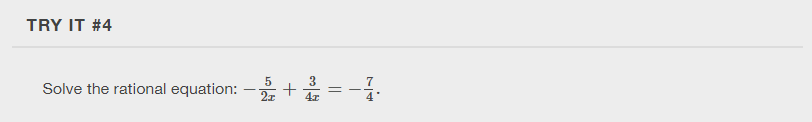 TRY IT #4
Solve the rational equation: −5/(2x) + 3/(4x) = −7/4.